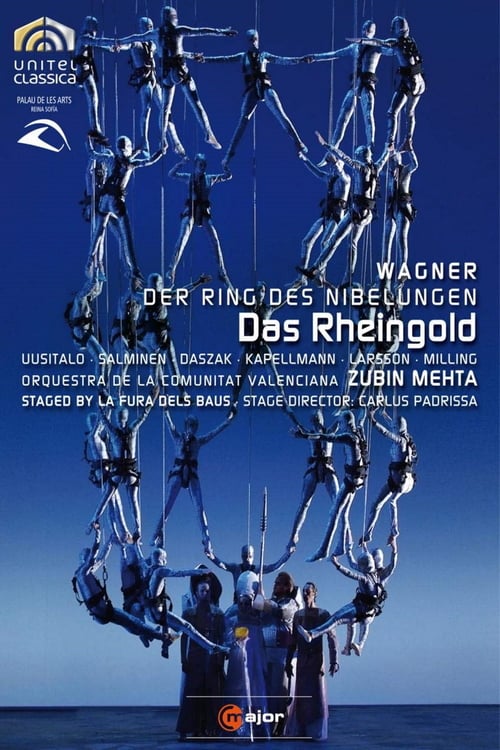 UNITEL
CLASSICA
PALAU DE LES ARTS
REINA SOFÍA
WAGNER
DER RING DES NIBELUNGEN
Das Rheingold
UUSITALO · SALMINEN · DASZAK · KAPELLMANN · LARSSON · MILLING
ORQUESTRA DE LA COMUNITAT VALENCIANA ZUBIN MEHTA
STAGED BY LA FURA DELS BAUS STAGE DIRECTOR: CARLUS PADRISSA
C major